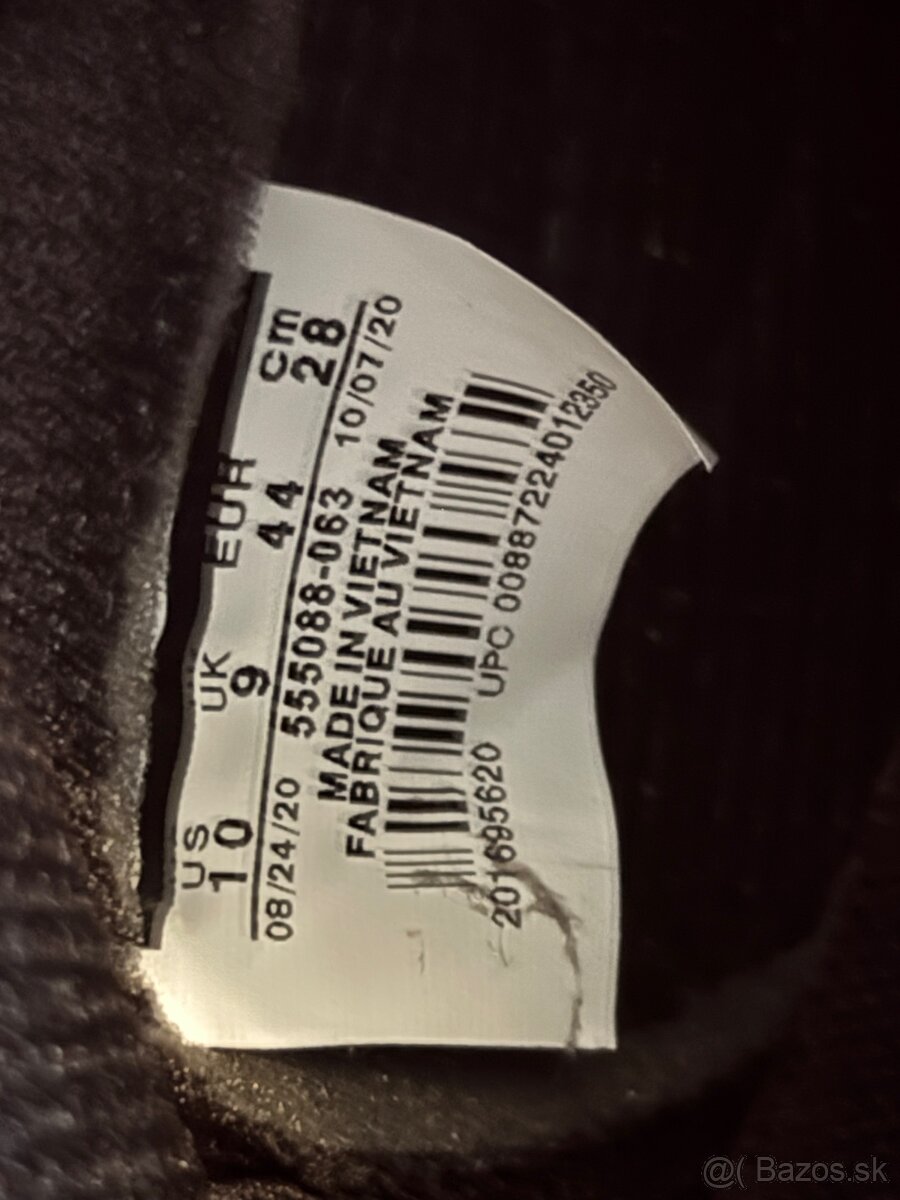 US UK EUR cm
10 9 44 28
08/24/20 555088-063 10/07/20
MADE IN VIETNAM
FABRIQUE AU VIETNAM
201695620 UPC 00887224012350
@( Bazos.sk